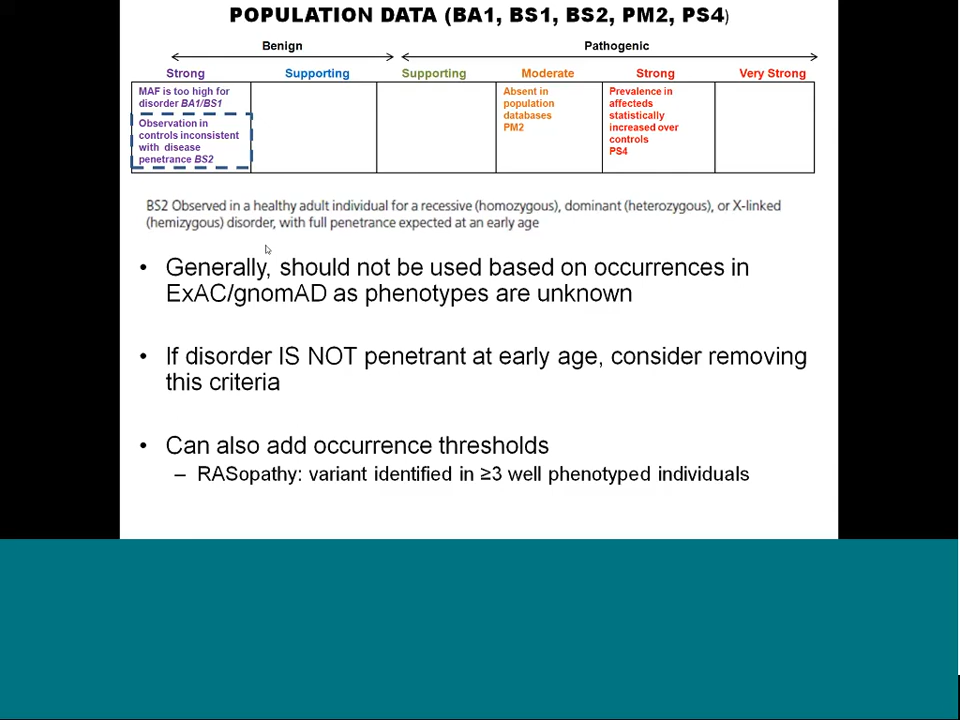 POPULATION DATA (BA1, BS1, BS2, PM2, PS4)
Benign
Pathogenic
Strong
Supporting
Supporting
Moderate
Strong
Very Strong
MAF is too high for
disorder BA1/BS1
Observation in
controls inconsistent
with disease
penetrance BS2
Absent in
population
databases
PM2
Prevalence in
affecteds
statistically
increased over
controls
PS4
BS2 Observed in a healthy adult individual for a recessive (homozygous), dominant (heterozygous), or X-linked
(hemizygous) disorder, with full penetrance expected at an early age
• Generally, should not be used based on occurrences in
ExAC/gnomAD as phenotypes are unknown
• If disorder IS NOT penetrant at early age, consider removing
this criteria
• Can also add occurrence thresholds
– RASopathy: variant identified in ≥3 well phenotyped individuals